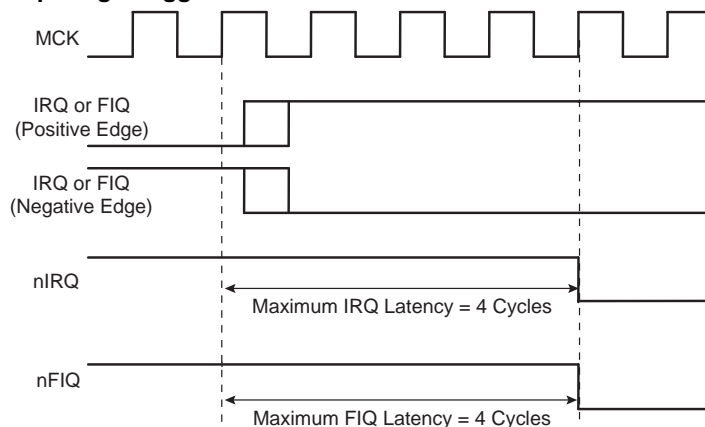 MCK
IRQ or FIQ
(Positive Edge)
IRQ or FIQ
(Negative Edge)
nIRQ
Maximum IRQ Latency = 4 Cycles
nFIQ
Maximum FIQ Latency = 4 Cycles